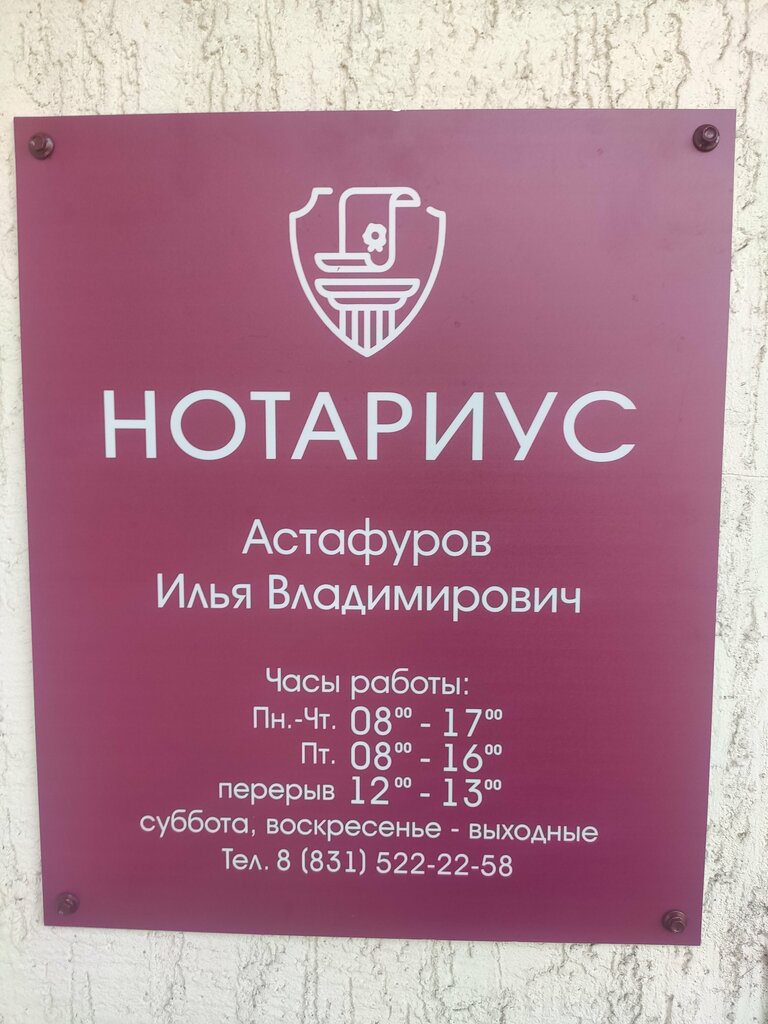 НОТАРИУС
Астафуров
Илья Владимирович
Часы работы:
Пн.-Чт. 08⁰⁰ - 17⁰⁰
Пт. 08⁰⁰ - 16⁰⁰
перерыв 12⁰⁰ - 13⁰⁰
суббота, воскресенье - выходные
Тел. 8 (831) 522-22-58